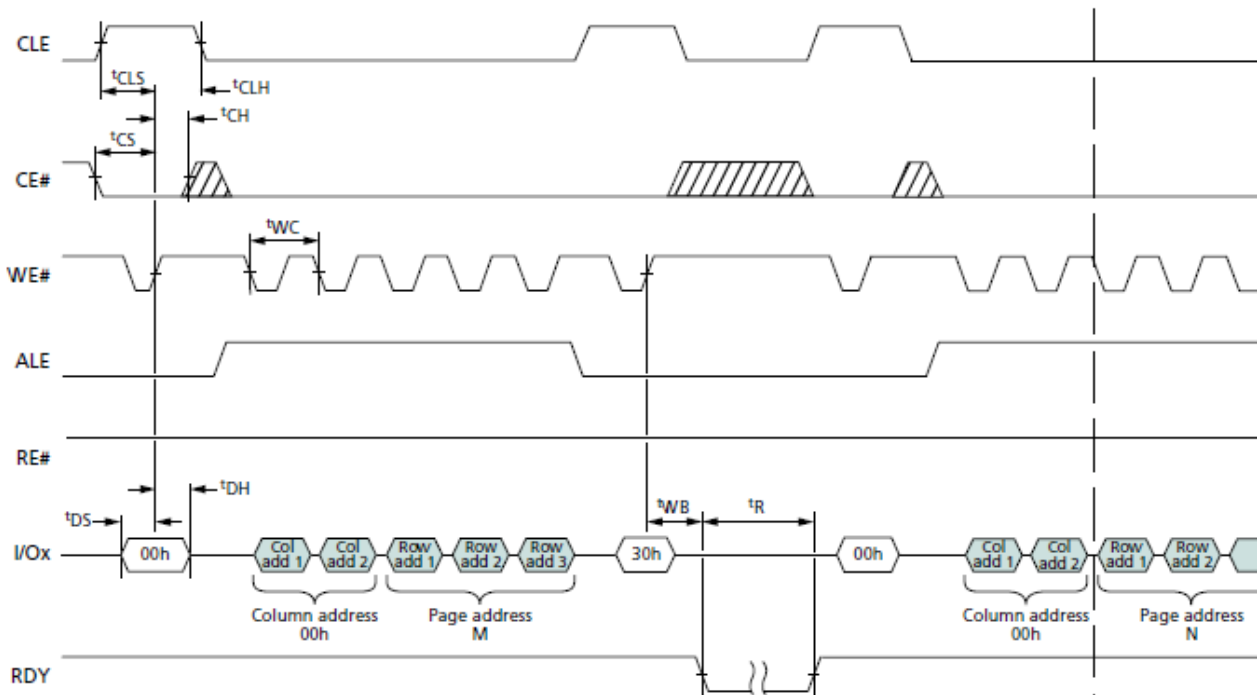 CLE
tCLS
tCLH
tCH
tCS
CE#
tWC
WE#
ALE
RE#
tDH
tDS
tWB
tR
I/Ox
00h
Col
add 1
Col
add 2
Row
add 1
Row
add 2
Row
add 3
30h
00h
Col
add 1
Col
add 2
Row
add 1
Row
add 2
Column address
00h
Page address
M
Column address
00h
Page address
N
RDY